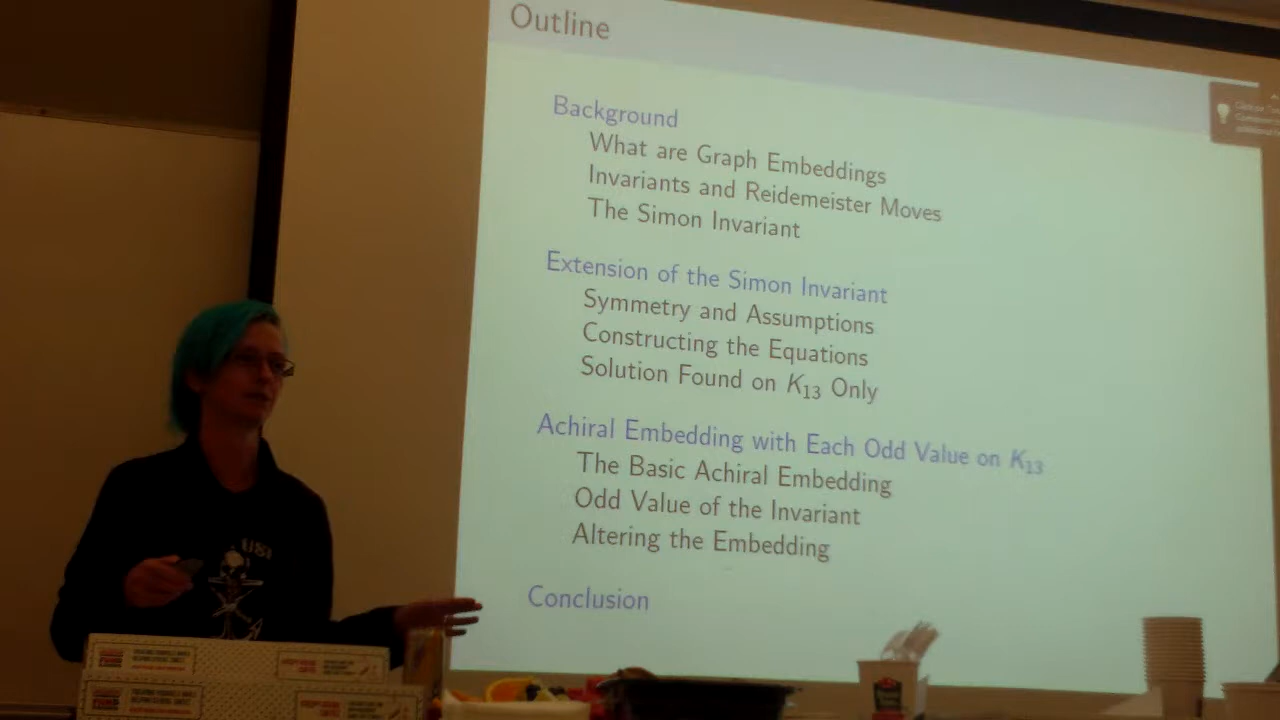 Outline
Background
What are Graph Embeddings
Invariants and Reidemeister Moves
The Simon Invariant
Extension of the Simon Invariant
Symmetry and Assumptions
Constructing the Equations
Solution Found on K₁₃ Only
Achiral Embedding with Each Odd Value on K₁₃
The Basic Achiral Embedding
Odd Value of the Invariant
Altering the Embedding
Conclusion